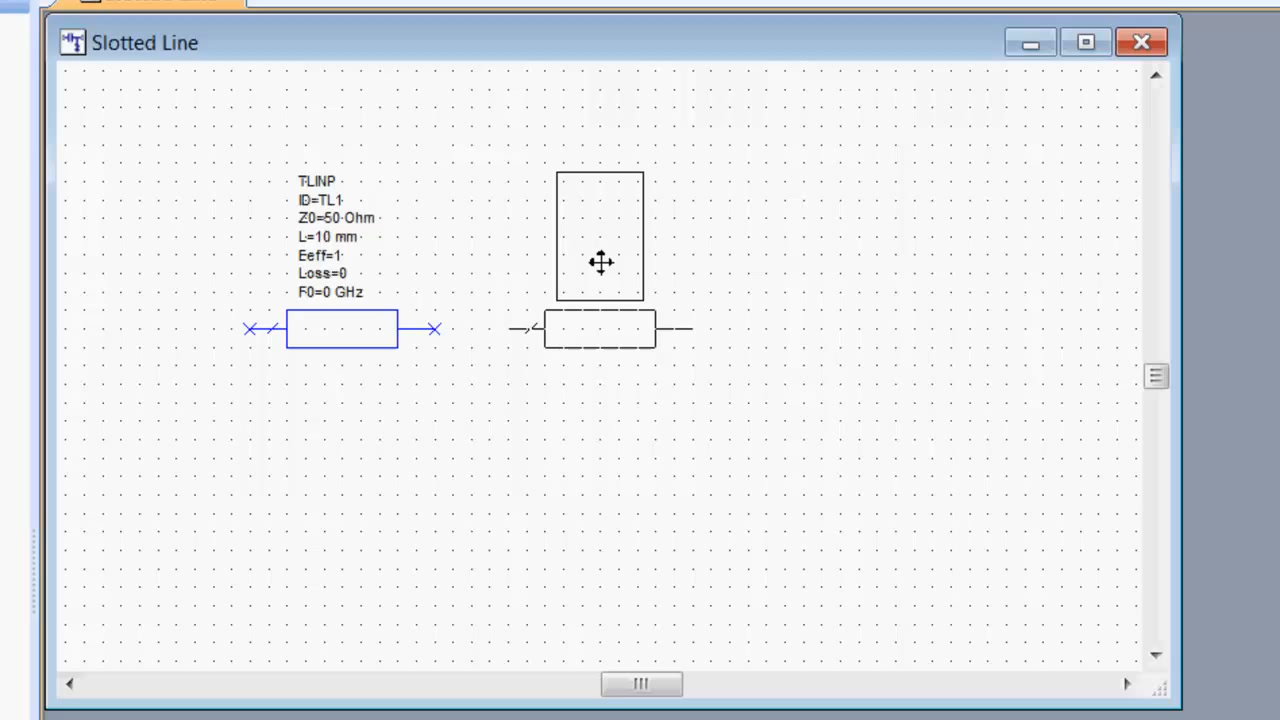 Slotted Line
TLINP
ID=TL1
Z0=50 Ohm
L=10 mm
Eeff=1
Loss=0
F0=0 GHz